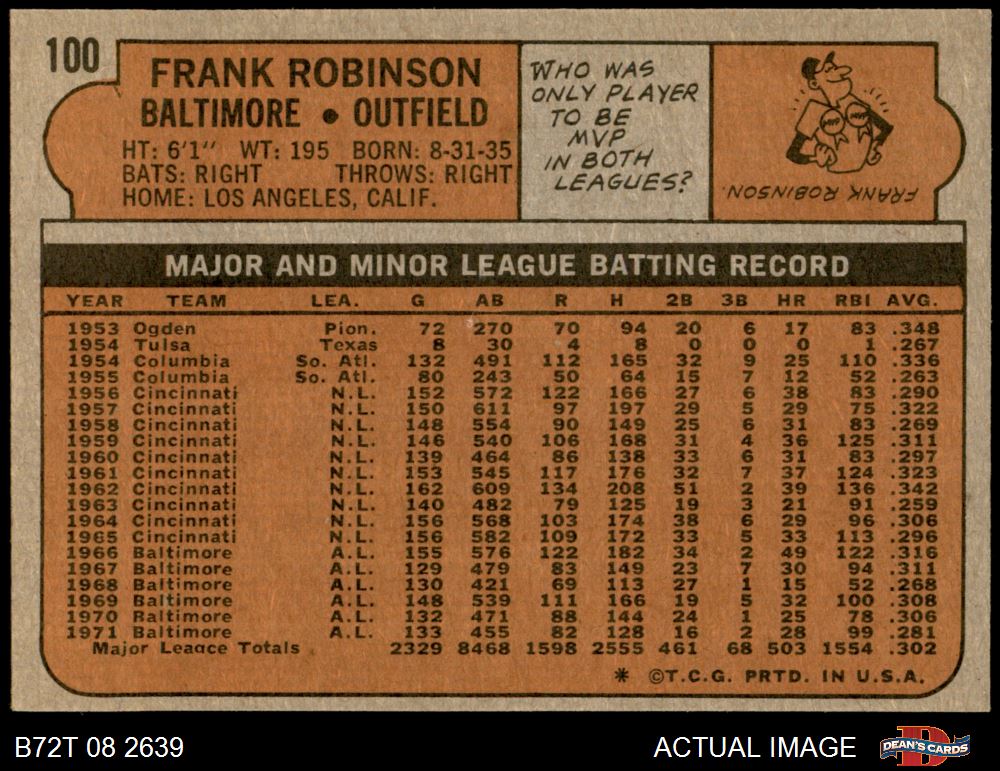 100
FRANK ROBINSON
BALTIMORE • OUTFIELD
HT: 6'1" WT: 195 BORN: 8-31-35
BATS: RIGHT THROWS: RIGHT
HOME: LOS ANGELES, CALIF.
WHO WAS
ONLY PLAYER
TO BE
MVP
IN BOTH
LEAGUES?
MVP MVP
FRANK ROBINSON.
MAJOR AND MINOR LEAGUE BATTING RECORD
YEAR TEAM LEA. G AB R H 2B 3B HR RBI AVG.
1953 Ogden Pion. 72 270 70 94 20 6 17 83 .348
1954 Tulsa Texas 8 30 4 8 0 0 0 1 .267
1954 Columbia So. Atl. 132 491 112 165 32 9 25 110 .336
1955 Columbia So. Atl. 80 243 50 64 15 7 12 52 .263
1956 Cincinnati N.L. 152 572 122 166 27 6 38 83 .290
1957 Cincinnati N.L. 150 611 97 197 29 5 29 75 .322
1958 Cincinnati N.L. 148 554 90 149 25 6 31 83 .269
1959 Cincinnati N.L. 146 540 106 168 31 4 36 125 .311
1960 Cincinnati N.L. 139 464 86 138 33 6 31 83 .297
1961 Cincinnati N.L. 153 545 117 176 32 7 37 124 .323
1962 Cincinnati N.L. 162 609 134 208 51 2 39 136 .342
1963 Cincinnati N.L. 140 482 79 125 19 3 21 91 .259
1964 Cincinnati N.L. 156 568 103 174 38 6 29 96 .306
1965 Cincinnati N.L. 156 582 109 172 33 5 33 113 .296
1966 Baltimore A.L. 155 576 122 182 34 2 49 122 .316
1967 Baltimore A.L. 129 479 83 149 23 7 30 94 .311
1968 Baltimore A.L. 130 421 69 113 27 1 15 52 .268
1969 Baltimore A.L. 148 539 111 166 19 5 32 100 .308
1970 Baltimore A.L. 132 471 88 144 24 1 25 78 .306
1971 Baltimore A.L. 133 455 82 128 16 2 28 99 .281
Major League Totals 2329 8468 1598 2555 461 68 503 1554 .302
* ©T.C.G. PRTD. IN U.S.A.
B72T 08 2639
ACTUAL IMAGE
DEAN'S CARDS